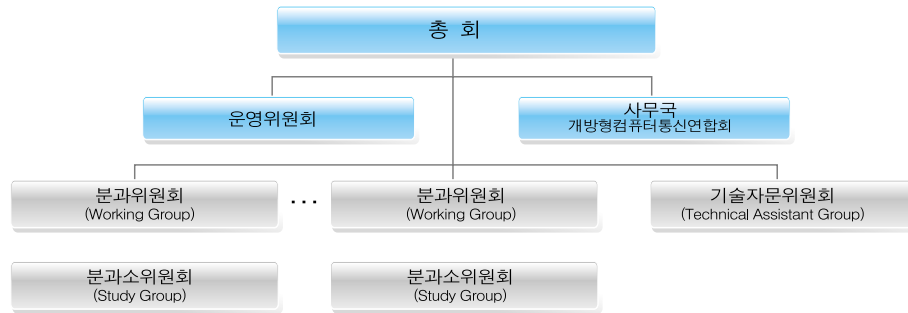 총 회
운영위원회
사무국
개방형컴퓨터통신연합회
분과위원회
(Working Group)
...
분과위원회
(Working Group)
기술자문위원회
(Technical Assistant Group)
분과소위원회
(Study Group)
분과소위원회
(Study Group)